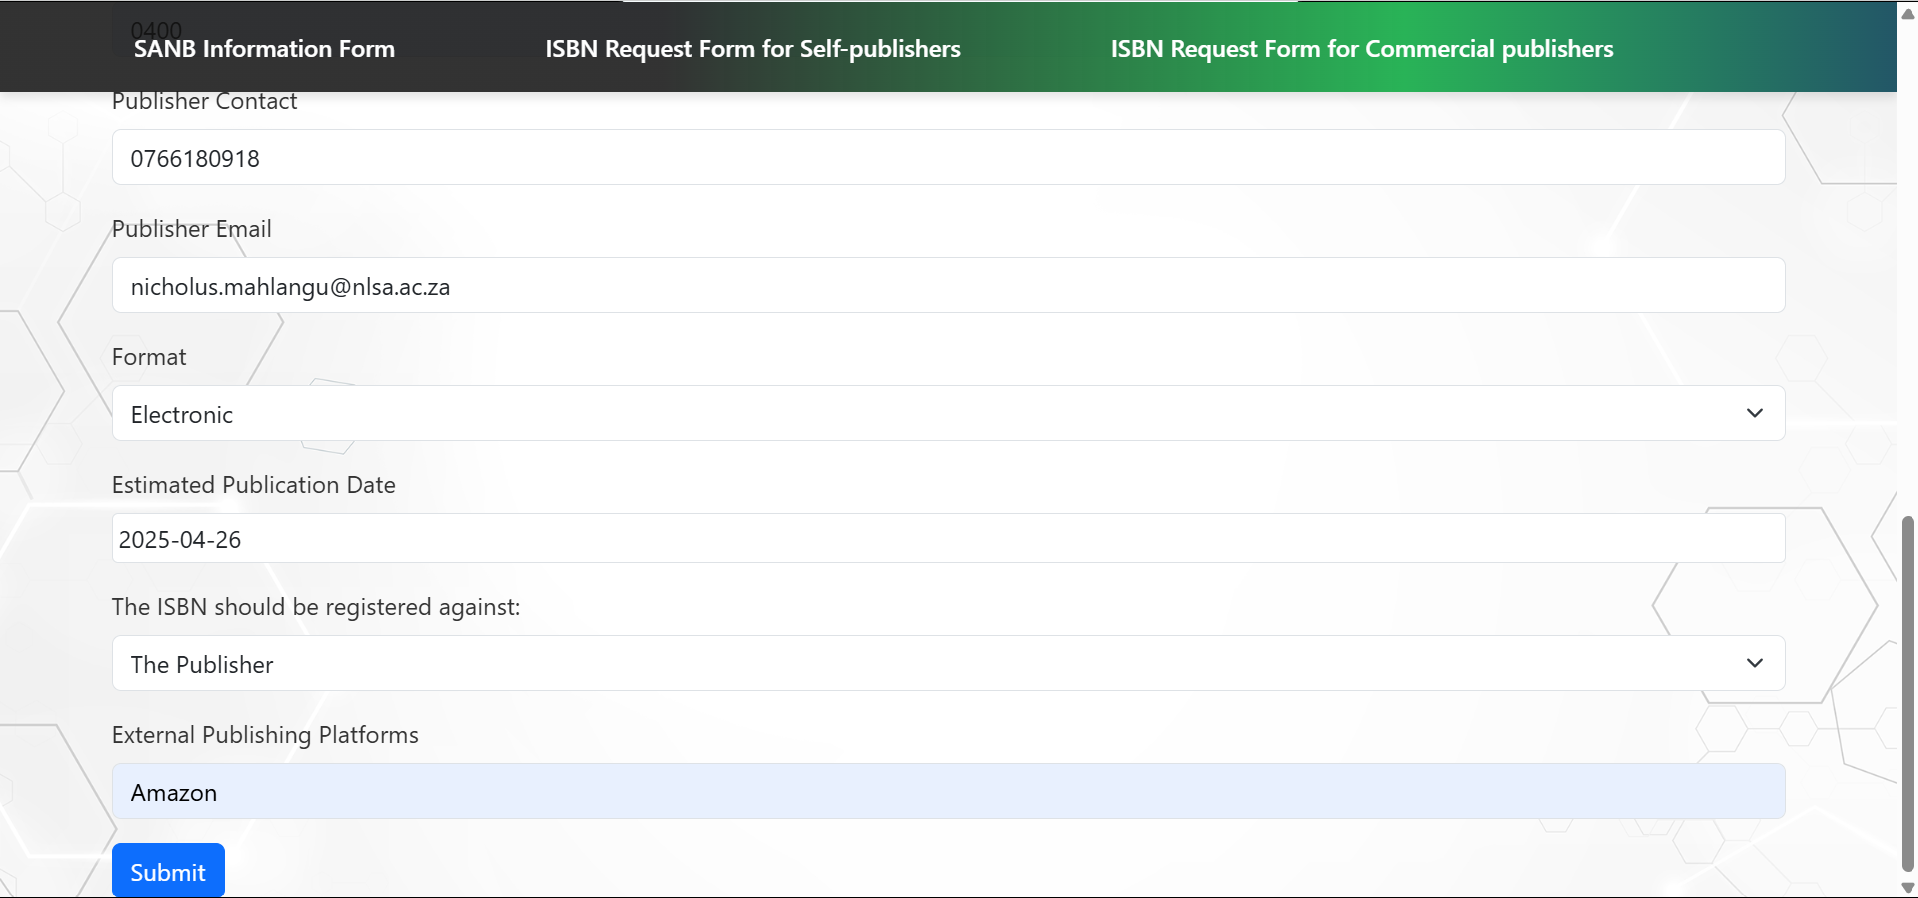 0400
SANB Information Form
ISBN Request Form for Self-publishers
ISBN Request Form for Commercial publishers
Publisher Contact
0766180918
Publisher Email
nicholus.mahlangu@nlsa.ac.za
Format
Electronic
Estimated Publication Date
2025-04-26
The ISBN should be registered against:
The Publisher
External Publishing Platforms
Amazon
Submit